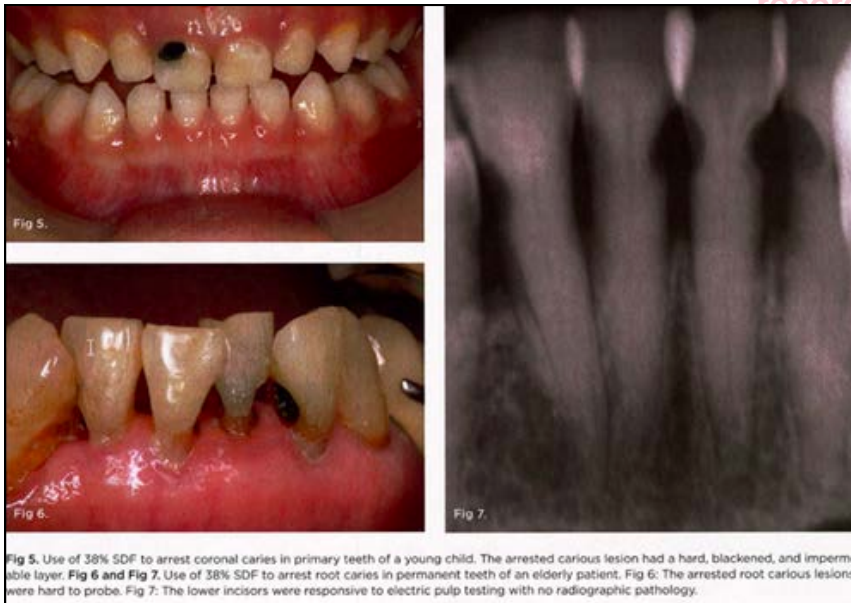 Fig 5.
Fig 6.
Fig 7.
Fig 5. Use of 38% SDF to arrest coronal caries in primary teeth of a young child. The arrested carious lesion had a hard, blackened, and imperme-
able layer. Fig 6 and Fig 7. Use of 38% SDF to arrest root caries in permanent teeth of an elderly patient. Fig 6: The arrested root carious lesions
were hard to probe. Fig 7: The lower incisors were responsive to electric pulp testing with no radiographic pathology.